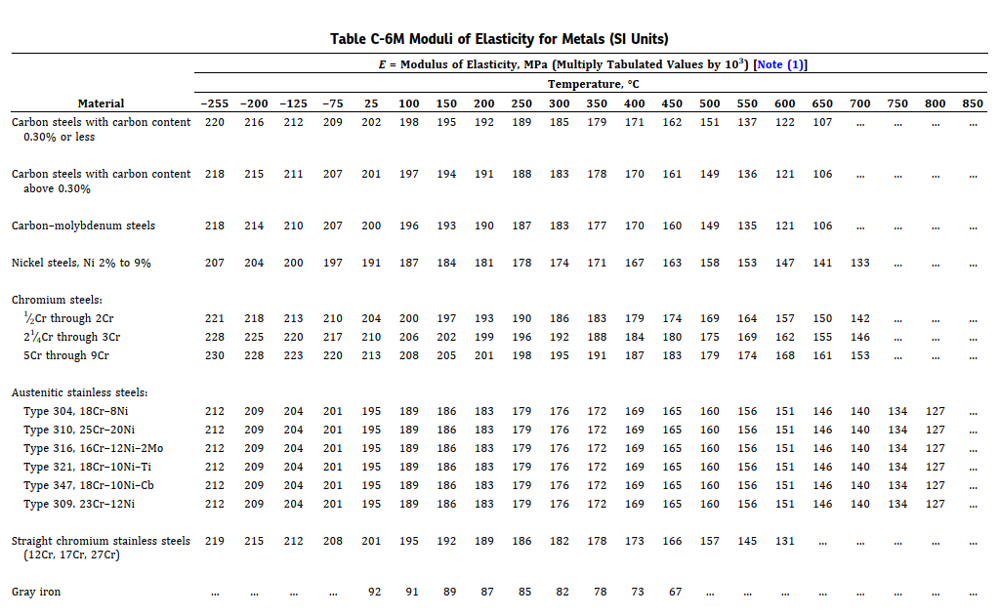 Table C-6M Moduli of Elasticity for Metals (SI Units)
E = Modulus of Elasticity, MPa (Multiply Tabulated Values by 10³) [Note (1)]
Temperature, °C
Material −255 −200 −125 −75 25 100 150 200 250 300 350 400 450 500 550 600 650 700 750 800 850
Carbon steels with carbon content 220 216 212 209 202 198 195 192 189 185 179 171 162 151 137 122 107 … … … …
0.30% or less
Carbon steels with carbon content 218 215 211 207 201 197 194 191 188 183 178 170 161 149 136 121 106 … … … …
above 0.30%
Carbon–molybdenum steels 218 214 210 207 200 196 193 190 187 183 177 170 160 149 135 121 106 … … … …
Nickel steels, Ni 2% to 9% 207 204 200 197 191 187 184 181 178 174 171 167 163 158 153 147 141 133 … … …
Chromium steels:
½Cr through 2Cr 221 218 213 210 204 200 197 193 190 186 183 179 174 169 164 157 150 142 … … …
2¼Cr through 3Cr 228 225 220 217 210 206 202 199 196 192 188 184 180 175 169 162 155 146 … … …
5Cr through 9Cr 230 228 223 220 213 208 205 201 198 195 191 187 183 179 174 168 161 153 … … …
Austenitic stainless steels:
Type 304, 18Cr–8Ni 212 209 204 201 195 189 186 183 179 176 172 169 165 160 156 151 146 140 134 127 …
Type 310, 25Cr–20Ni 212 209 204 201 195 189 186 183 179 176 172 169 165 160 156 151 146 140 134 127 …
Type 316, 16Cr–12Ni–2Mo 212 209 204 201 195 189 186 183 179 176 172 169 165 160 156 151 146 140 134 127 …
Type 321, 18Cr–10Ni–Ti 212 209 204 201 195 189 186 183 179 176 172 169 165 160 156 151 146 140 134 127 …
Type 347, 18Cr–10Ni–Cb 212 209 204 201 195 189 186 183 179 176 172 169 165 160 156 151 146 140 134 127 …
Type 309. 23Cr–12Ni 212 209 204 201 195 189 186 183 179 176 172 169 165 160 156 151 146 140 134 127 …
Straight chromium stainless steels 219 215 212 208 201 195 192 189 186 182 178 173 166 157 145 131 … … … … …
(12Cr, 17Cr, 27Cr)
Gray iron … … … … 92 91 89 87 85 82 78 73 67 … … … … … … … …